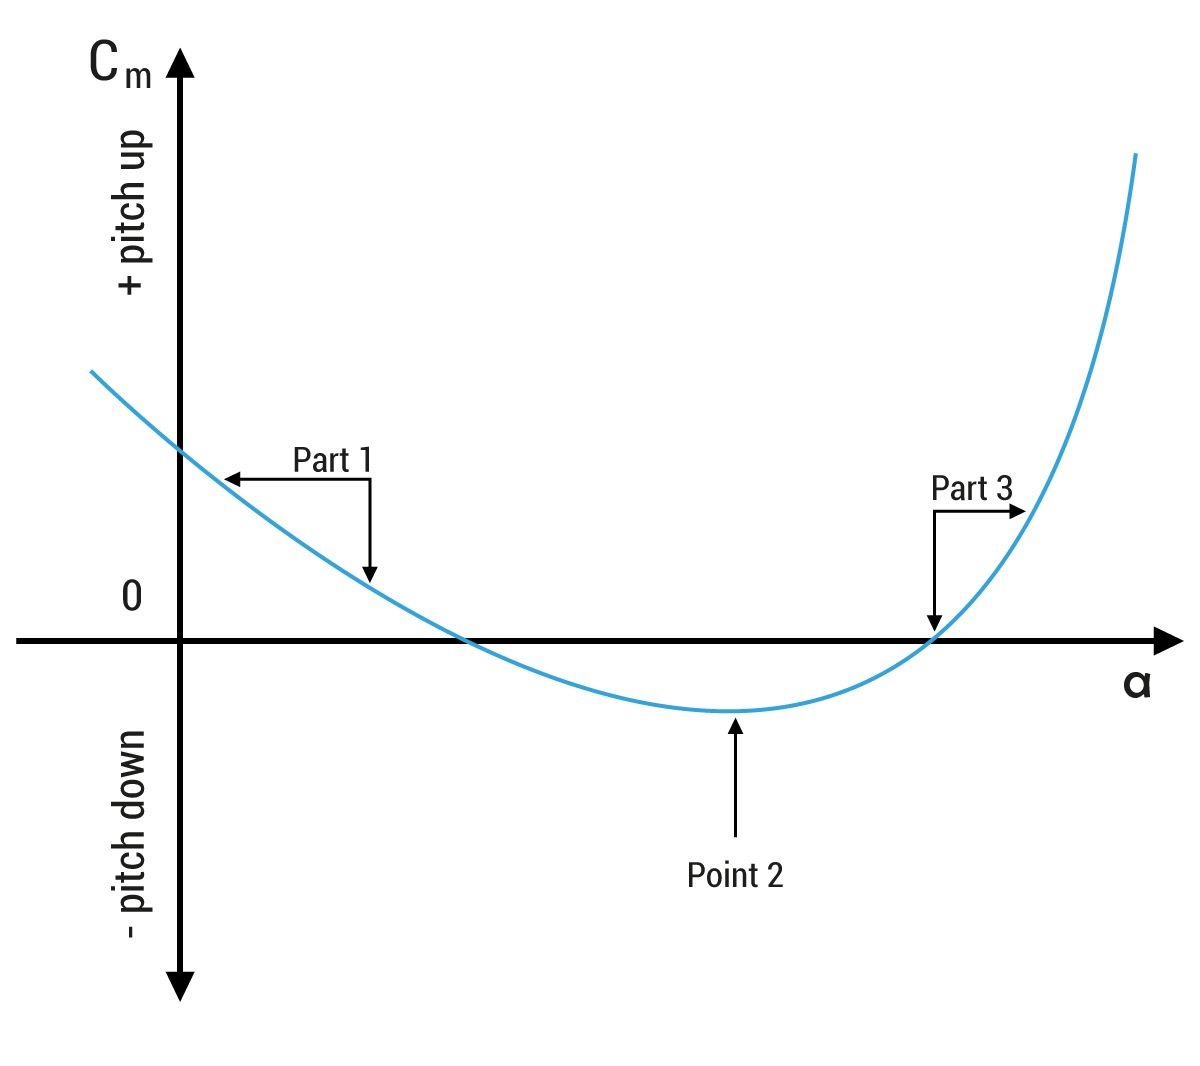 Cm
+ pitch up
Part 1
Part 3
0
α
- pitch down
Point 2